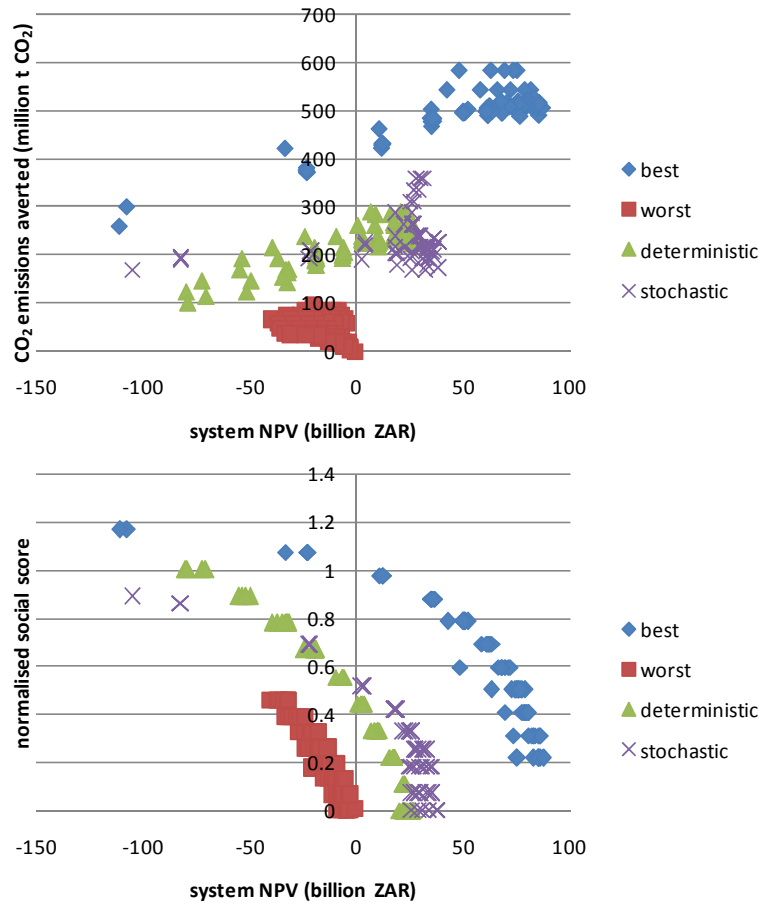 CO₂ emissions averted (million t CO₂)
700
600
500
400
300
200
100
0
-150 -100 -50 0 50 100
system NPV (billion ZAR)
best
worst
deterministic
stochastic
normalised social score
1.4
1.2
1
0.8
0.6
0.4
0.2
0
-150 -100 -50 0 50 100
system NPV (billion ZAR)
best
worst
deterministic
stochastic